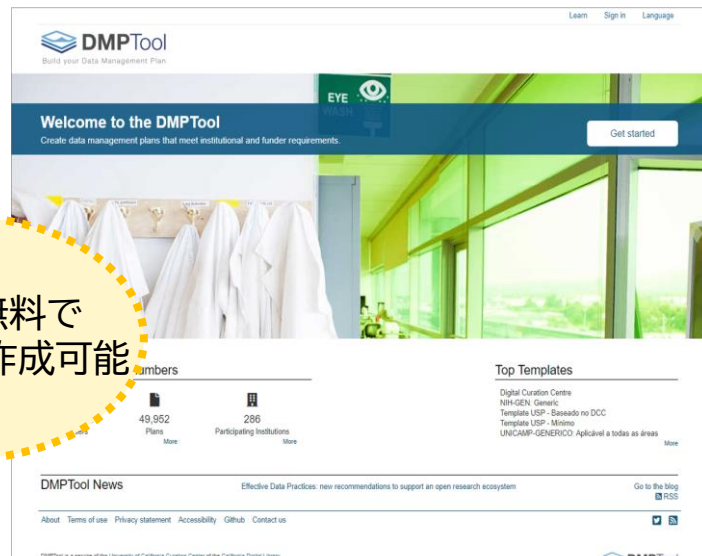 Learn Sign in Language
DMPTool
Build your Data Management Plan
EYE
WASH
Welcome to the DMPTool
Create data management plans that meet institutional and funder requirements.
Get started
無料で
作成可能
umbers
49,952
Plans
More
286
Participating Institutions
More
Top Templates
Digital Curation Centre
NIH-GEN: Generic
Template USP - Baseado no DCC
Template USP - Mínimo
UNICAMP-GENERICO: Aplicável a todas as áreas
More
DMPTool News
Effective Data Practices: new recommendations to support an open research ecosystem
Go to the blog
RSS
About Terms of use Privacy statement Accessibility Github Contact us